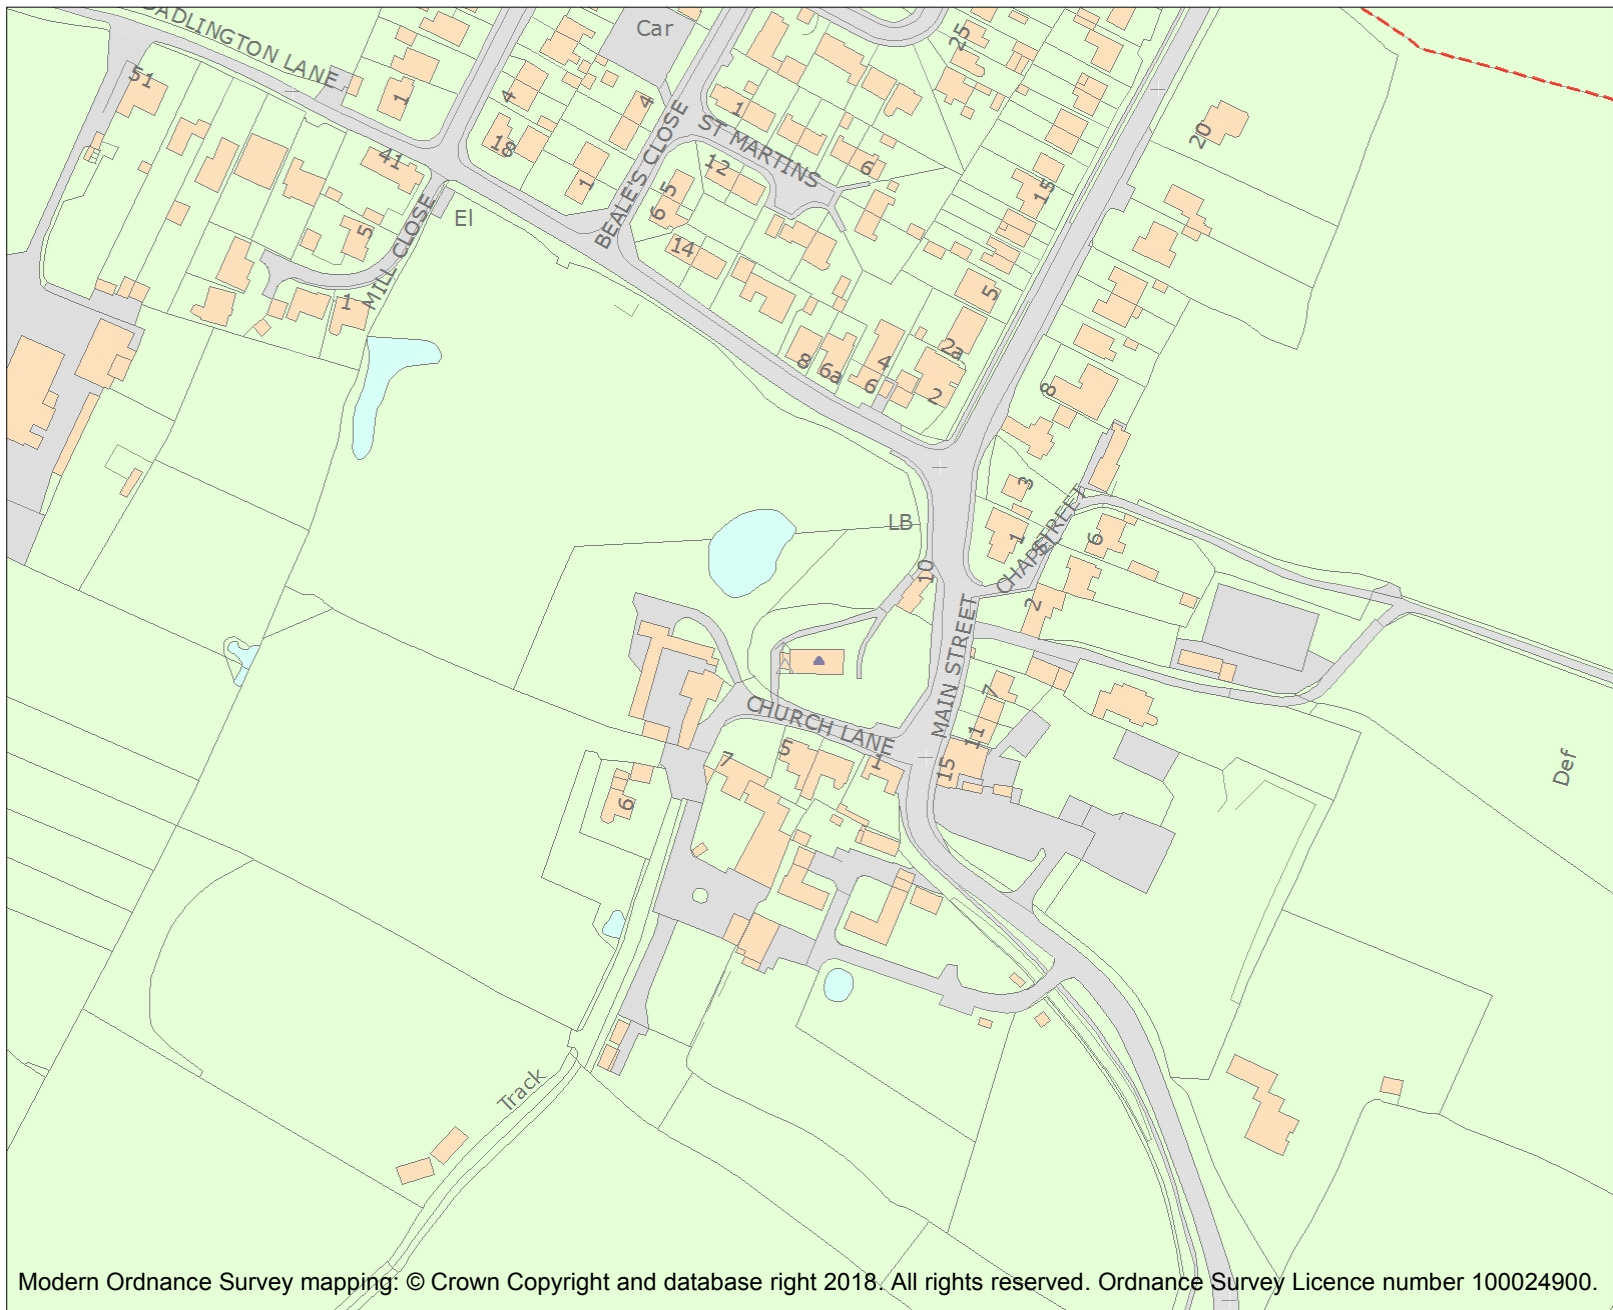 Car
25
ADLINGTON LANE
51
1
4
4
1
20
ST MARTINS
18
12
6
41
1
5
15
BEALE'S CLOSE
6
El
5
14
MILL CLOSE
1
5
2a
8
6a
4
6
2
8
3
LB
1
CHAPEL STREET
6
10
2
MAIN STREET
7
CHURCH LANE
11
5
1
7
15
Def
6
Track
Modern Ordnance Survey mapping: © Crown Copyright and database right 2018. All rights reserved. Ordnance Survey Licence number 100024900.